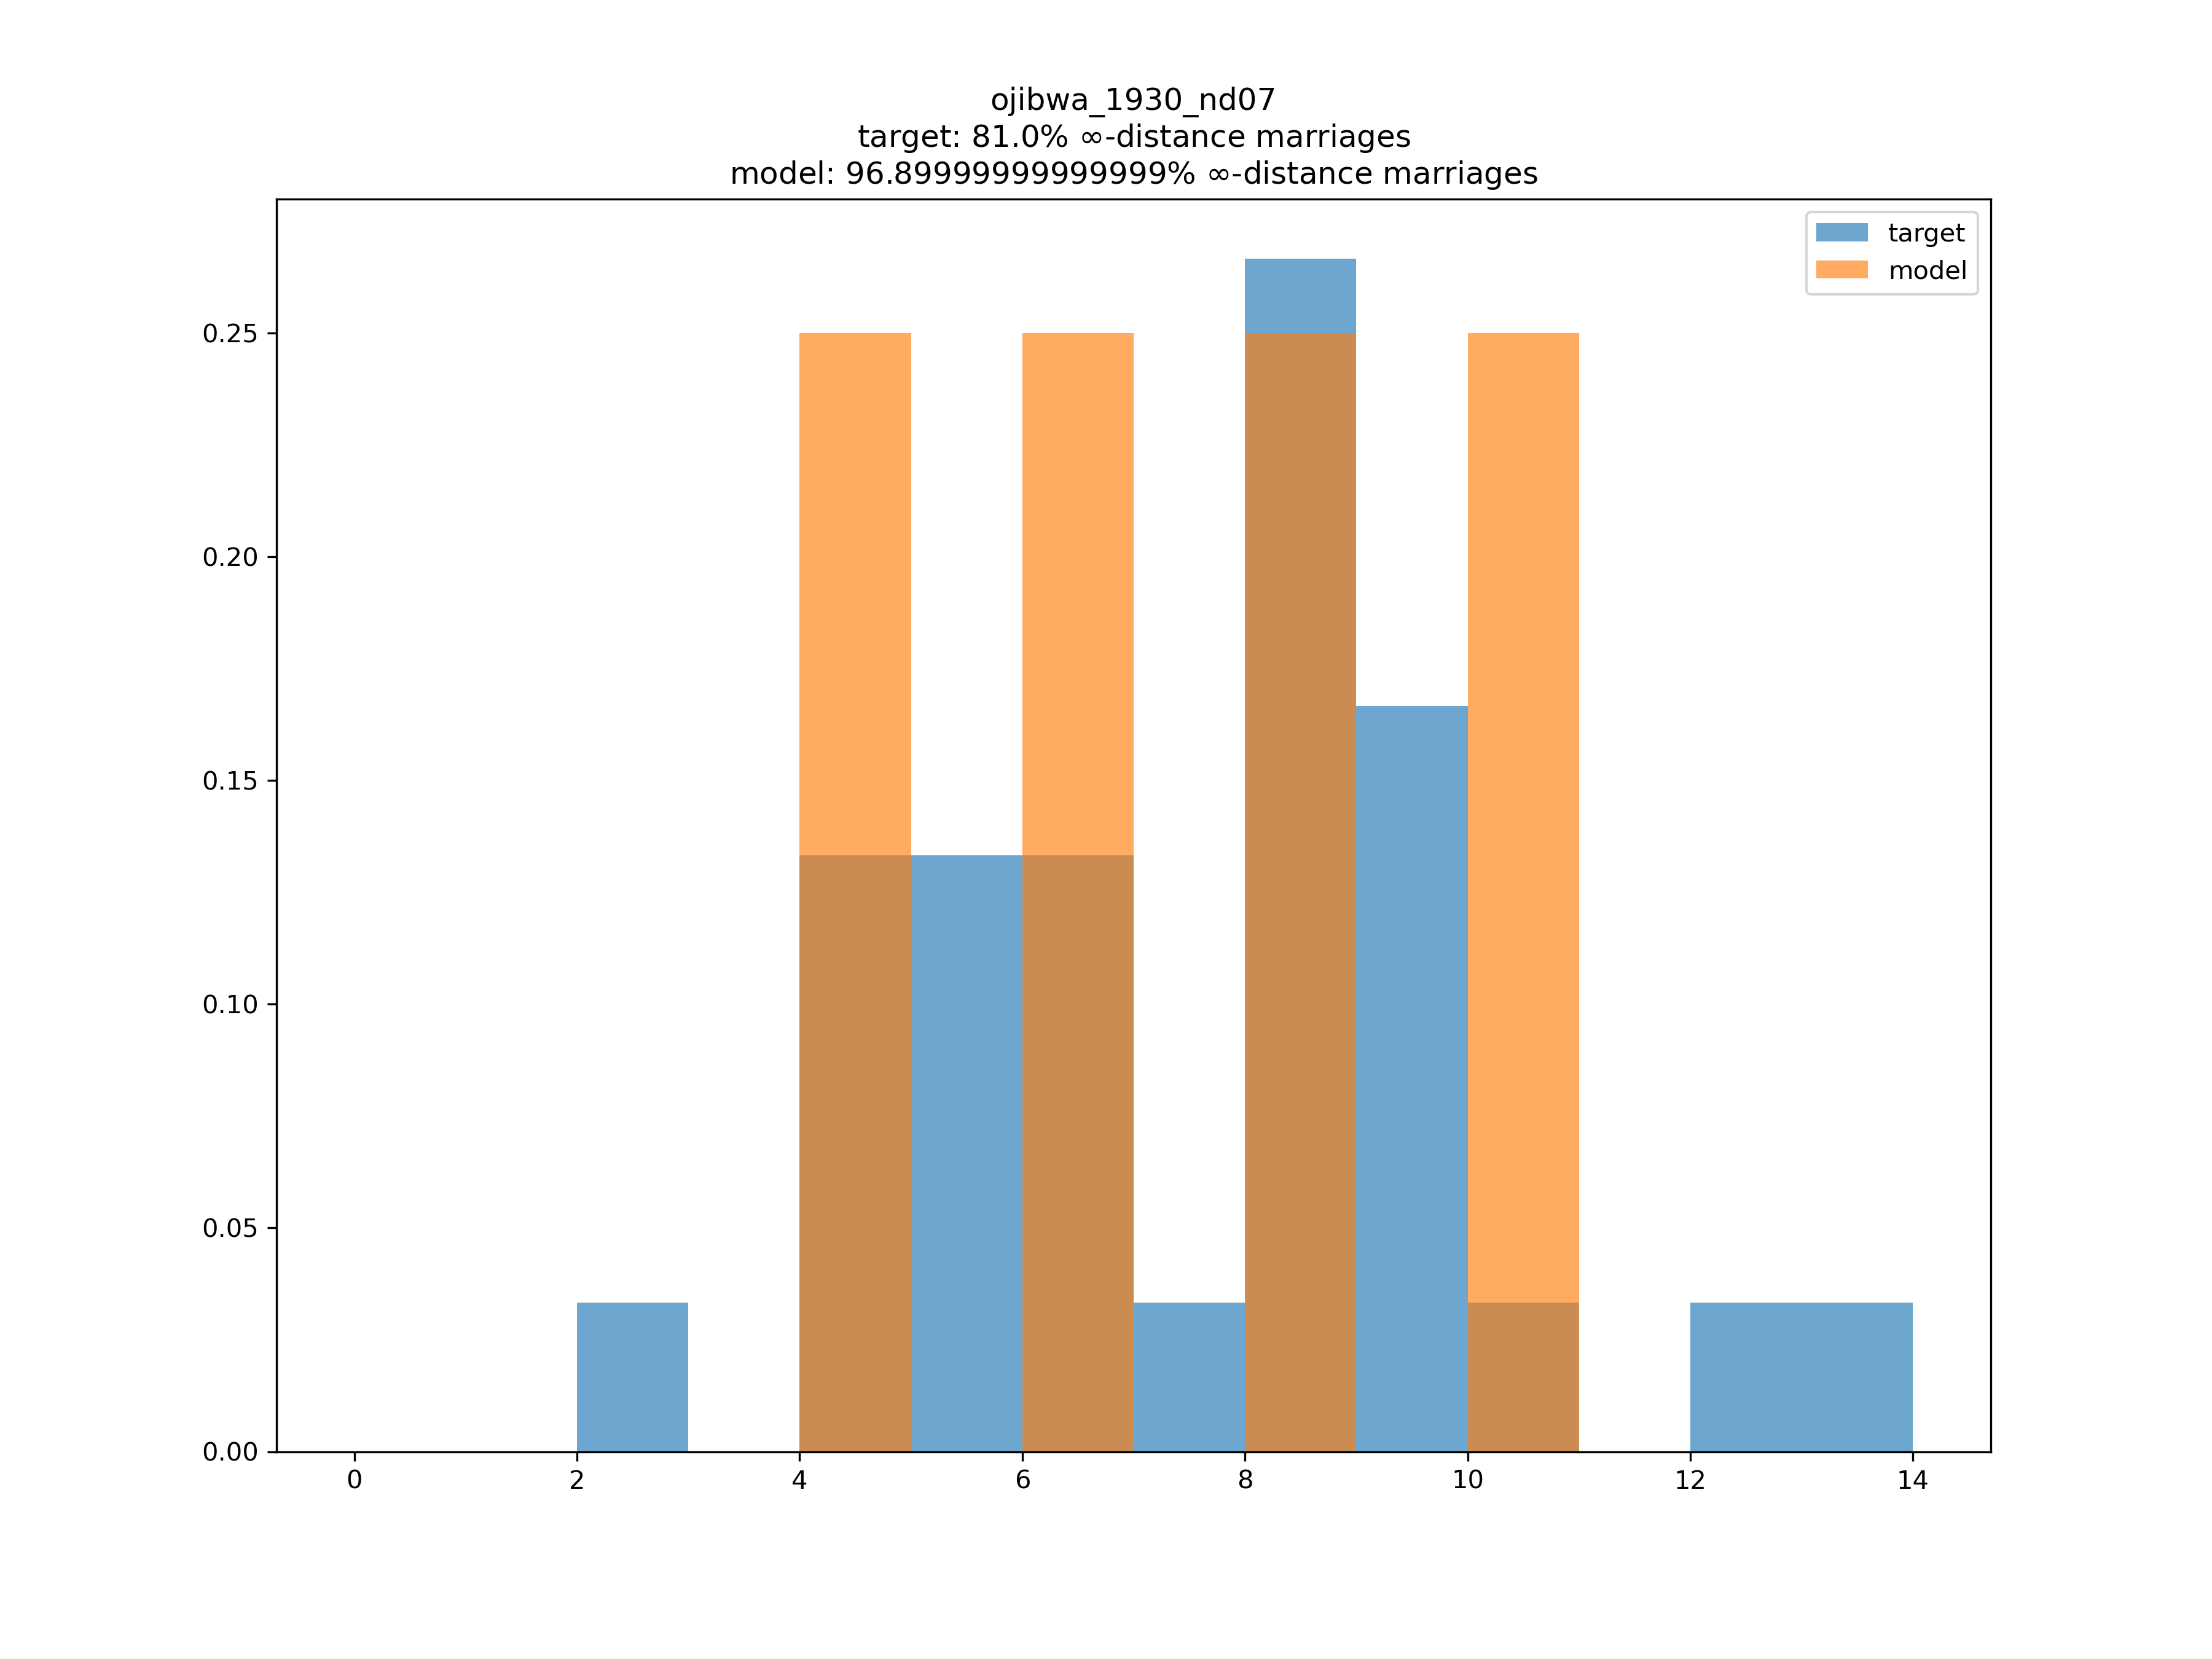 ojibwa_1930_nd07
target: 81.0% ∞-distance marriages
model: 96.89999999999999% ∞-distance marriages
target
model
0.25
0.20
0.15
0.10
0.05
0.00
0 2 4 6 8 10 12 14